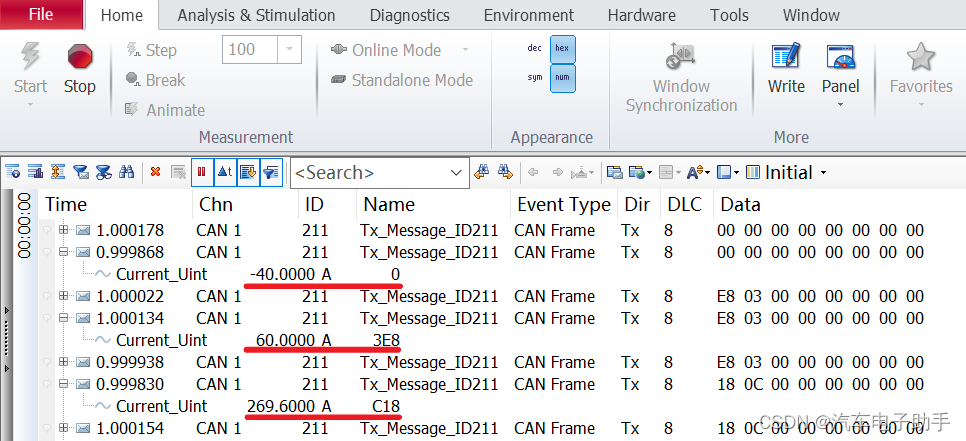 File Home Analysis & Stimulation Diagnostics Environment Hardware Tools Window
Start
Stop
Step
Break
Animate
100
Measurement
Online Mode
Standalone Mode
dec hex
sym num
Appearance
Window
Synchronization
Write
Panel
More
Favorites
<Search>
Initial
00:00:00
Time Chn ID Name Event Type Dir DLC Data
1.000178 CAN 1 211 Tx_Message_ID211 CAN Frame Tx 8 00 00 00 00 00 00 00 00
0.999868 CAN 1 211 Tx_Message_ID211 CAN Frame Tx 8 00 00 00 00 00 00 00 00
Current_Uint -40.0000 A 0
1.000022 CAN 1 211 Tx_Message_ID211 CAN Frame Tx 8 E8 03 00 00 00 00 00 00
1.000134 CAN 1 211 Tx_Message_ID211 CAN Frame Tx 8 E8 03 00 00 00 00 00 00
Current_Uint 60.0000 A 3E8
0.999938 CAN 1 211 Tx_Message_ID211 CAN Frame Tx 8 E8 03 00 00 00 00 00 00
0.999830 CAN 1 211 Tx_Message_ID211 CAN Frame Tx 8 18 0C 00 00 00 00 00 00
Current_Uint 269.6000 A C18
1.000154 CAN 1 211 Tx_Message_ID211 CAN Frame Tx 8 18 0C 00 00 00 00 00 00
CSDN @汽车电子助手